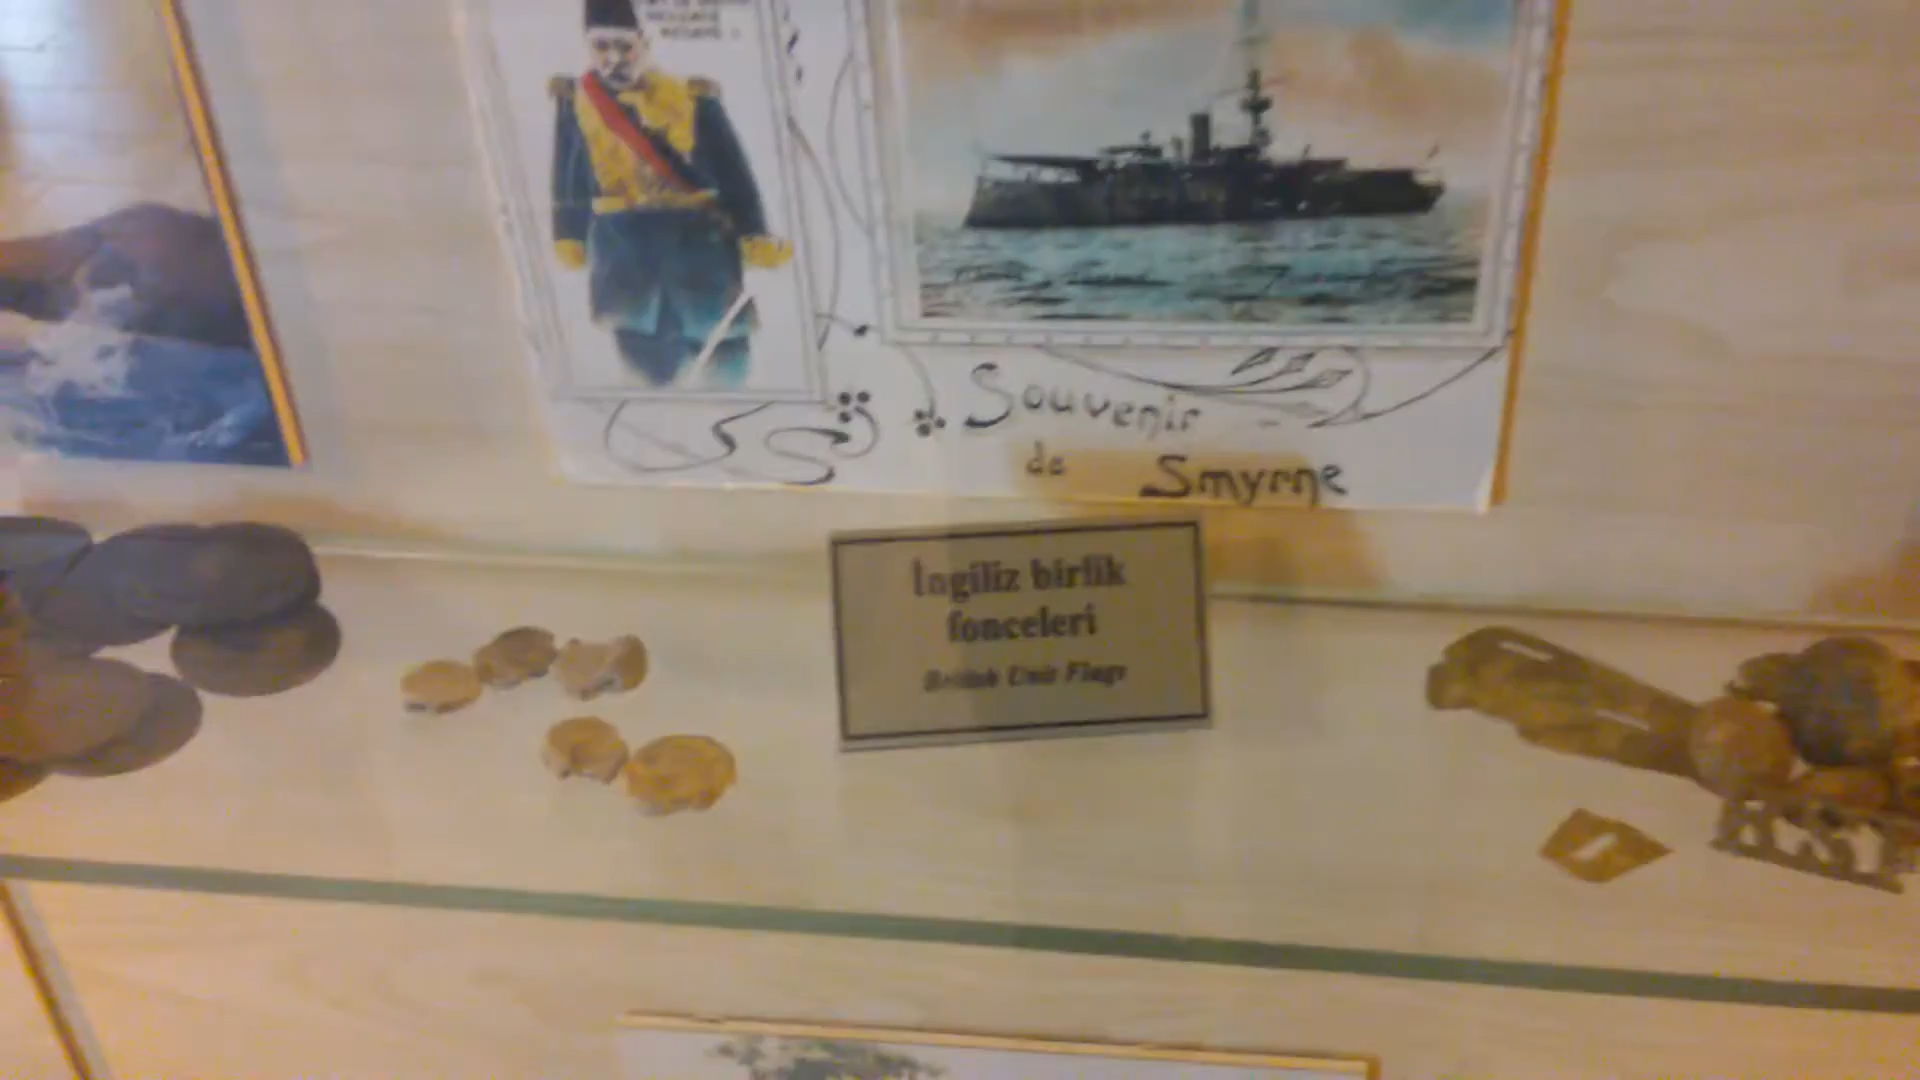 Souvenir
de Smyrne
İngiliz birlik
fonceleri
British Unit Flags